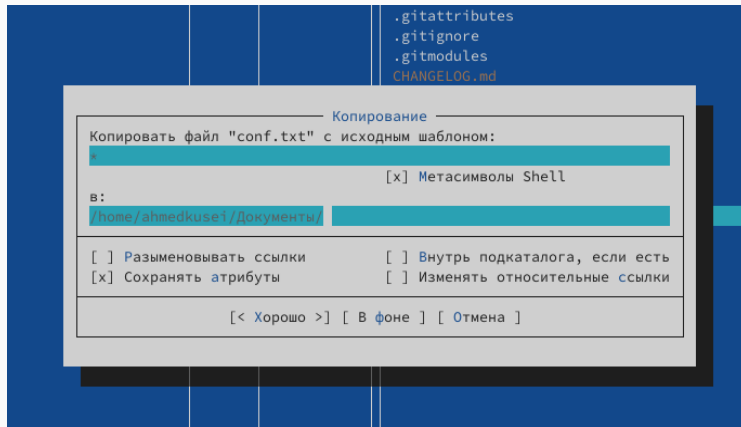 .gitattributes
.gitignore
.gitmodules
CHANGELOG.md
Копирование
Копировать файл "conf.txt" с исходным шаблоном:
*
[x] Метасимволы Shell
в:
/home/ahmedkusei/Документы/
[ ] Разыменовывать ссылки [ ] Внутрь подкаталога, если есть
[x] Сохранять атрибуты [ ] Изменять относительные ссылки
[< Хорошо >] [ В фоне ] [ Отмена ]